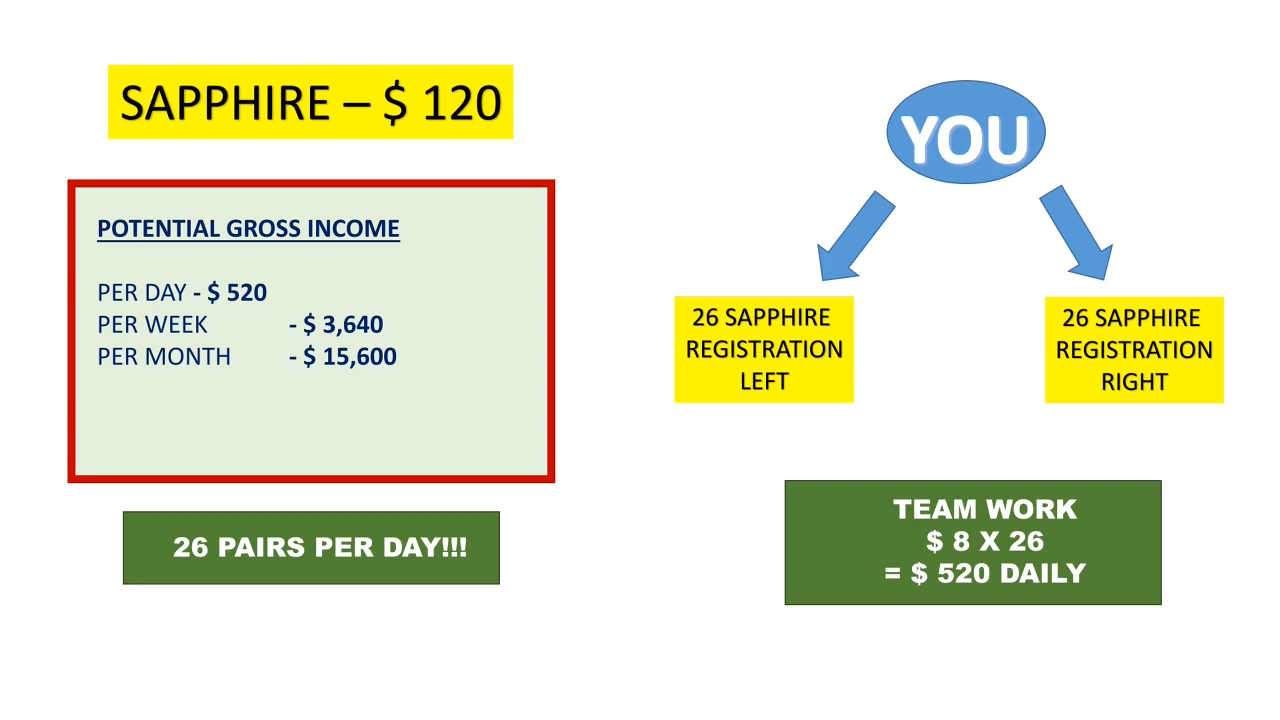 SAPPHIRE – $ 120
POTENTIAL GROSS INCOME
PER DAY - $ 520
PER WEEK - $ 3,640
PER MONTH - $ 15,600
26 PAIRS PER DAY!!!
YOU
26 SAPPHIRE
REGISTRATION
LEFT
26 SAPPHIRE
REGISTRATION
RIGHT
TEAM WORK
$ 8 X 26
= $ 520 DAILY